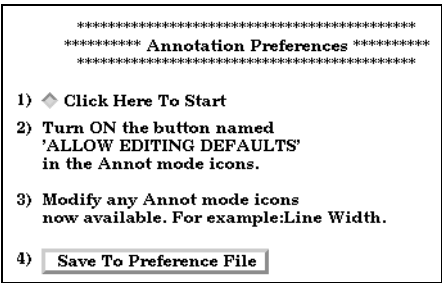 ********************************************
********** Annotation Preferences **********
********************************************
1) Click Here To Start
2) Turn ON the button named
'ALLOW EDITING DEFAULTS'
in the Annot mode icons.
3) Modify any Annot mode icons
now available. For example:Line Width.
4) Save To Preference File